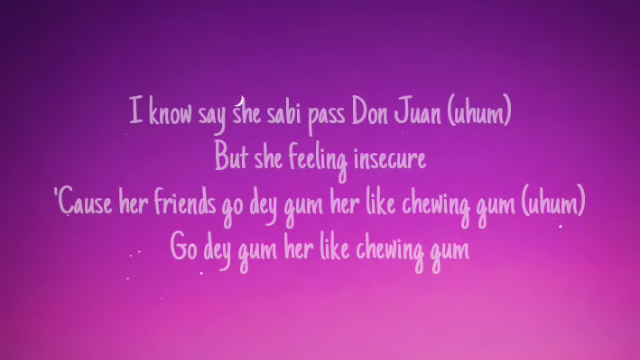 I know say she sabi pass Don Juan (uhum)
But she feeling insecure
'Cause her friends go dey gum her like chewing gum (uhum)
Go dey gum her like chewing gum